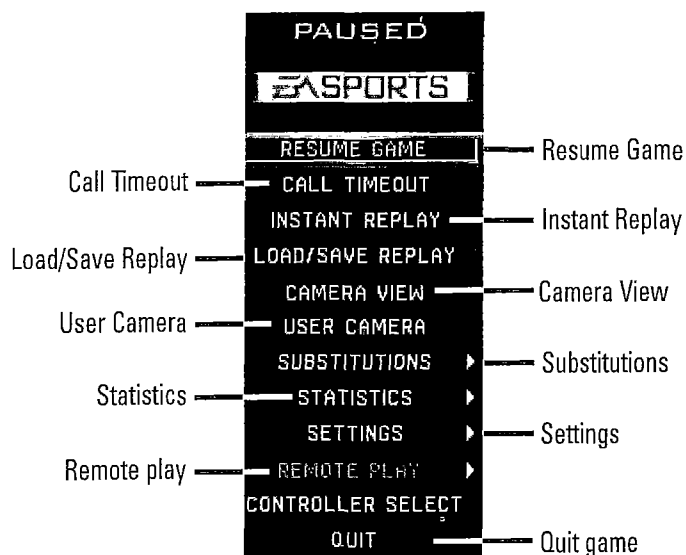 PAUSED
EA SPORTS
RESUME GAME Resume Game
Call Timeout CALL TIMEOUT
INSTANT REPLAY Instant Replay
Load/Save Replay LOAD/SAVE REPLAY
CAMERA VIEW Camera View
User Camera USER CAMERA
SUBSTITUTIONS Substitutions
Statistics STATISTICS
SETTINGS Settings
Remote play REMOTE PLAY
CONTROLLER SELECT
QUIT Quit game